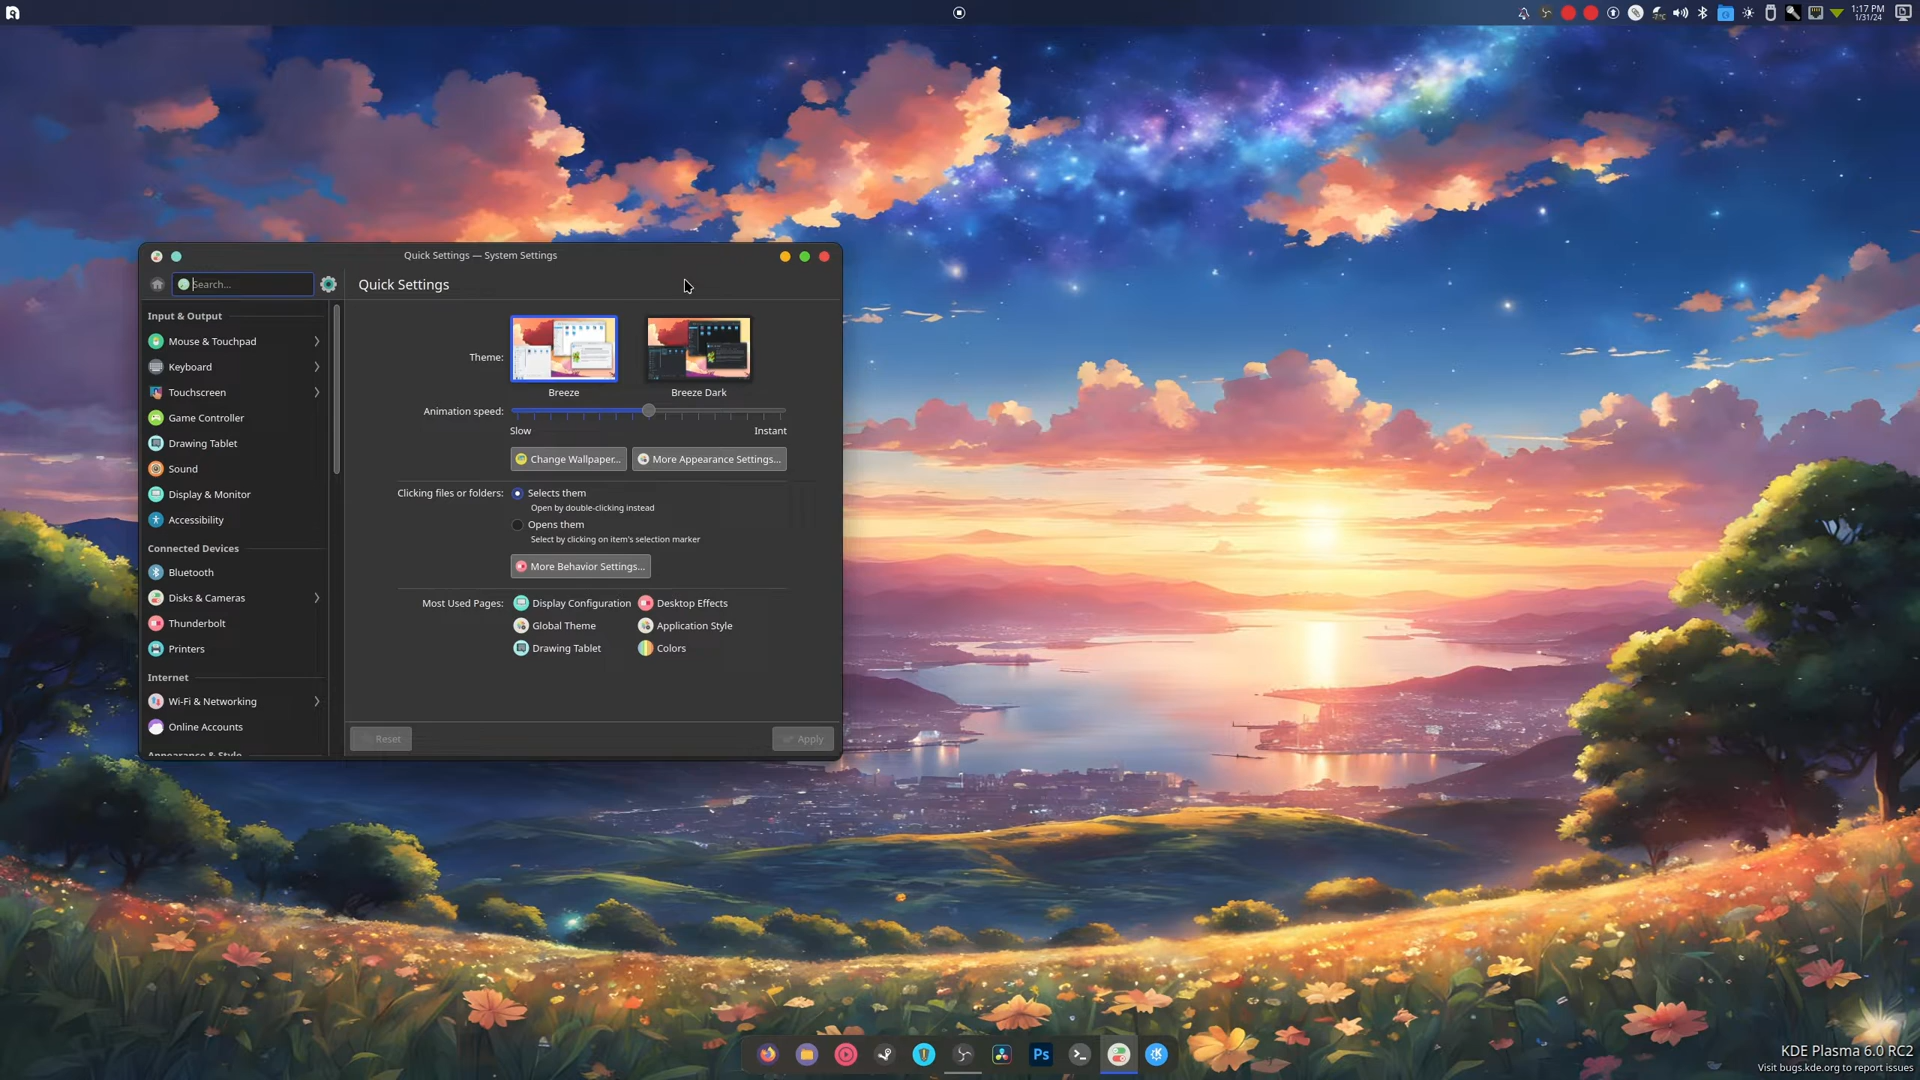 1:17 PM
1/31/24
Quick Settings — System Settings
Search...
Quick Settings
Input & Output
Mouse & Touchpad
Keyboard
Touchscreen
Game Controller
Drawing Tablet
Sound
Display & Monitor
Accessibility
Connected Devices
Bluetooth
Disks & Cameras
Thunderbolt
Printers
Internet
Wi-Fi & Networking
Online Accounts
Appearance & Style
Theme:
Breeze
Breeze Dark
Animation speed:
Slow
Instant
Change Wallpaper...
More Appearance Settings...
Clicking files or folders:
Selects them
Open by double-clicking instead
Opens them
Select by clicking on item's selection marker
More Behavior Settings...
Most Used Pages:
Display Configuration
Desktop Effects
Global Theme
Application Style
Drawing Tablet
Colors
Reset
Apply
Ps
KDE Plasma 6.0 RC2
Visit bugs.kde.org to report issues